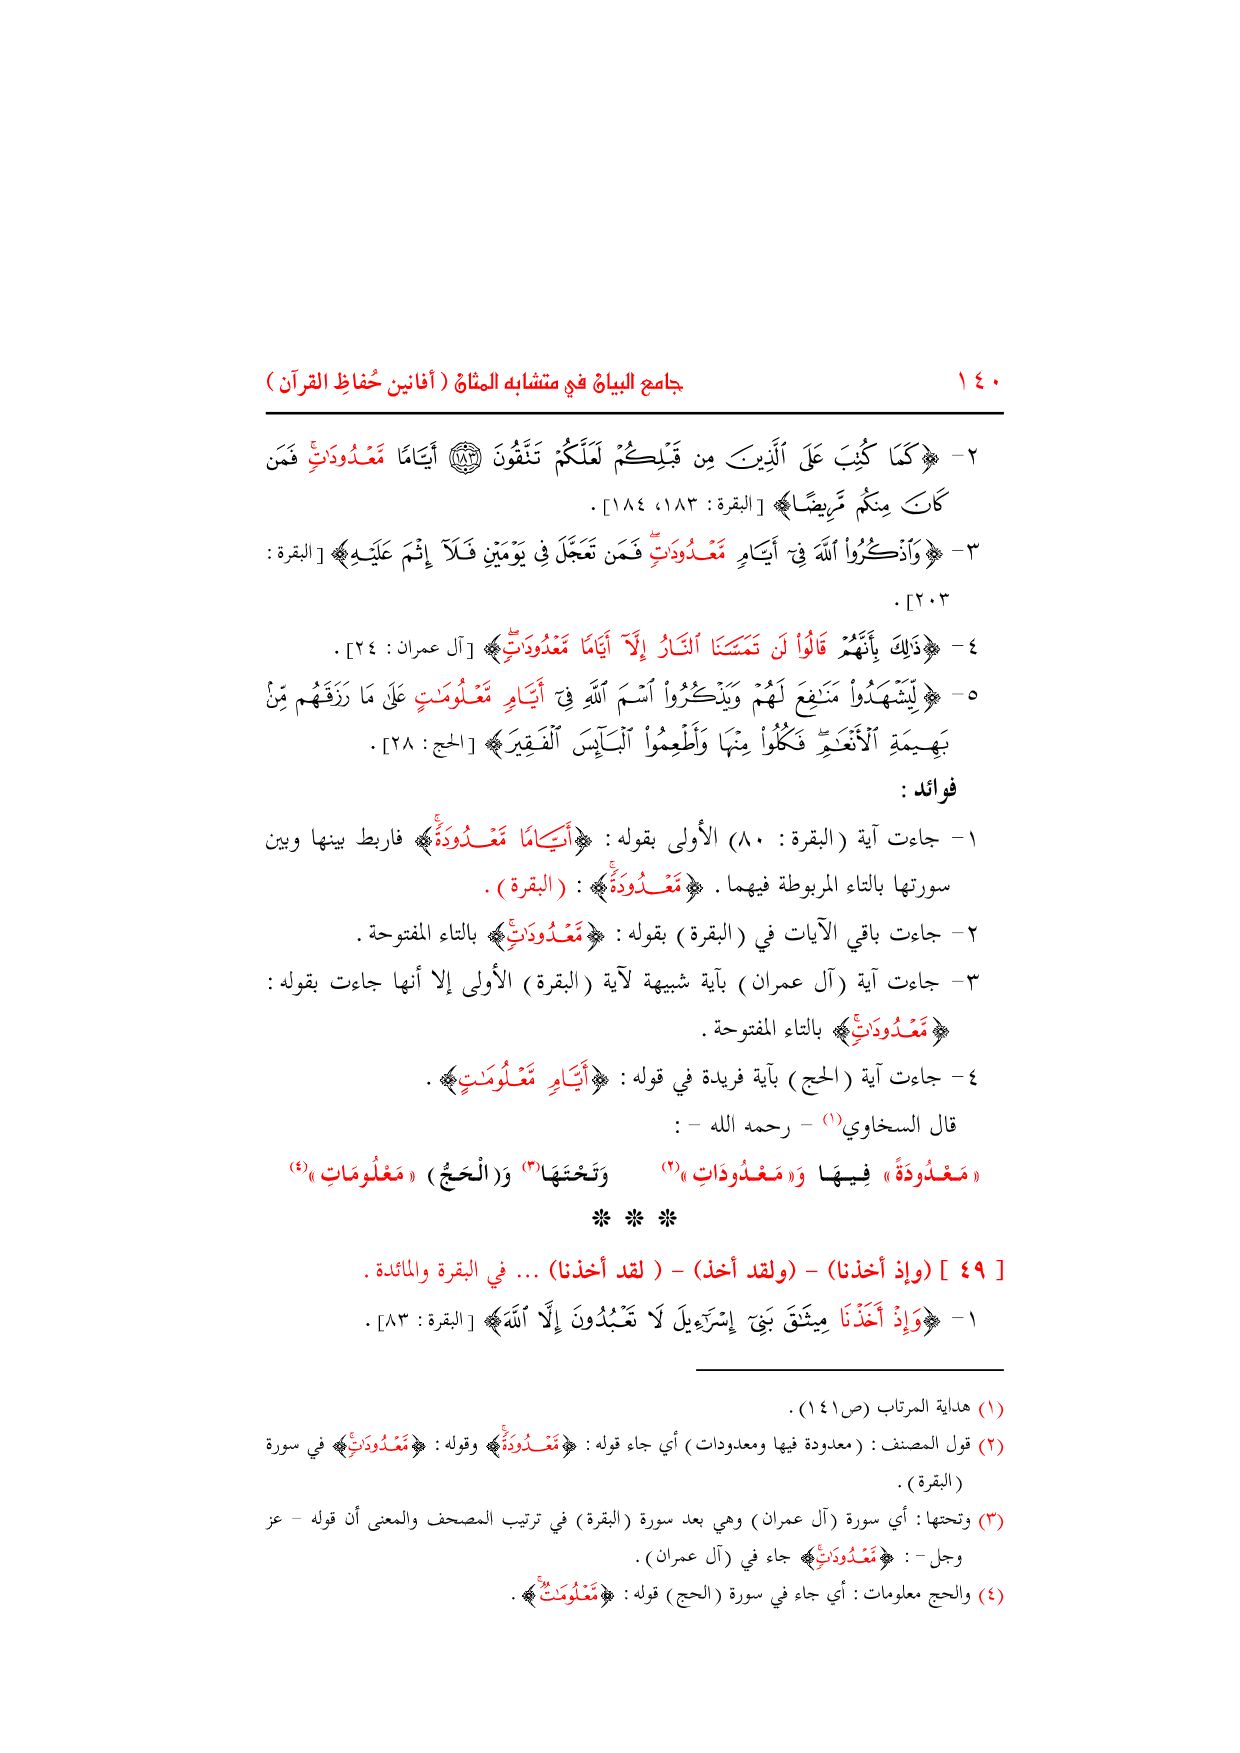 ١٤٠ جامع البيان في متشابه المثان ( أفانين حُفاظِ القرآن )
٢- ﴿كَمَا كُتِبَ عَلَى ٱلَّذِينَ مِن قَبْلِكُمْ لَعَلَّكُمْ تَتَّقُونَ ١٨٣ أَيَّامًا مَّعْدُودَٰتٍۚ فَمَن
كَانَ مِنكُم مَّرِيضًا﴾ [البقرة : ١٨٣، ١٨٤] .
٣- ﴿وَٱذْكُرُوا۟ ٱللَّهَ فِىٓ أَيَّامٍ مَّعْدُودَٰتٍۖ فَمَن تَعَجَّلَ فِى يَوْمَيْنِ فَلَآ إِثْمَ عَلَيْهِ﴾ [البقرة :
٢٠٣] .
٤- ﴿ذَٰلِكَ بِأَنَّهُمْ قَالُوا۟ لَن تَمَسَّنَا ٱلنَّارُ إِلَّآ أَيَّامًا مَّعْدُودَٰتٍۖ﴾ [آل عمران : ٢٤] .
٥- ﴿لِّيَشْهَدُوا۟ مَنَٰفِعَ لَهُمْ وَيَذْكُرُوا۟ ٱسْمَ ٱللَّهِ فِىٓ أَيَّامٍ مَّعْلُومَٰتٍ عَلَىٰ مَا رَزَقَهُم مِّنۢ
بَهِيمَةِ ٱلْأَنْعَٰمِۖ فَكُلُوا۟ مِنْهَا وَأَطْعِمُوا۟ ٱلْبَآئِسَ ٱلْفَقِيرَ﴾ [الحج : ٢٨] .
فوائد :
١- جاءت آية (البقرة : ٨٠) الأولى بقوله : ﴿أَيَّامًا مَّعْدُودَةًۚ﴾ فاربط بينها وبين
سورتها بالتاء المربوطة فيهما . ﴿مَّعْدُودَةًۚ﴾ : (البقرة) .
٢- جاءت باقي الآيات في (البقرة) بقوله : ﴿مَّعْدُودَٰتٍۚ﴾ بالتاء المفتوحة .
٣- جاءت آية (آل عمران) بآية شبيهة لآية (البقرة) الأولى إلا أنها جاءت بقوله :
﴿مَّعْدُودَٰتٍۚ﴾ بالتاء المفتوحة .
٤- جاءت آية (الحج) بآية فريدة في قوله : ﴿أَيَّامٍ مَّعْلُومَٰتٍ﴾ .
قال السخاوي(١) - رحمه الله - :
« مَعْدُودَةً» فِيهَا وَ« مَعْدُودَاتِ »(٢) وَتَحْتَهَا(٣) وَ(الْحَجُّ) « مَعْلُومَاتِ »(٤)
* * *
[ ٤٩ ] (وإذ أخذنا) - (ولقد أخذ) - ( لقد أخذنا) ... في البقرة والمائدة .
١- ﴿وَإِذْ أَخَذْنَا مِيثَٰقَ بَنِىٓ إِسْرَٰٓءِيلَ لَا تَعْبُدُونَ إِلَّا ٱللَّهَ﴾ [البقرة : ٨٣] .
(١) هداية المرتاب (ص١٤١) .
(٢) قول المصنف : (معدودة فيها ومعدودات) أي جاء قوله : ﴿مَّعْدُودَةًۚ﴾ وقوله : ﴿مَّعْدُودَٰتٍۚ﴾ في سورة
(البقرة) .
(٣) وتحتها : أي سورة (آل عمران) وهي بعد سورة (البقرة) في ترتيب المصحف والمعنى أن قوله - عز
وجل - : ﴿مَّعْدُودَٰتٍۚ﴾ جاء في (آل عمران) .
(٤) والحج معلومات : أي جاء في سورة (الحج) قوله : ﴿مَّعْلُومَٰتٌۚ﴾ .